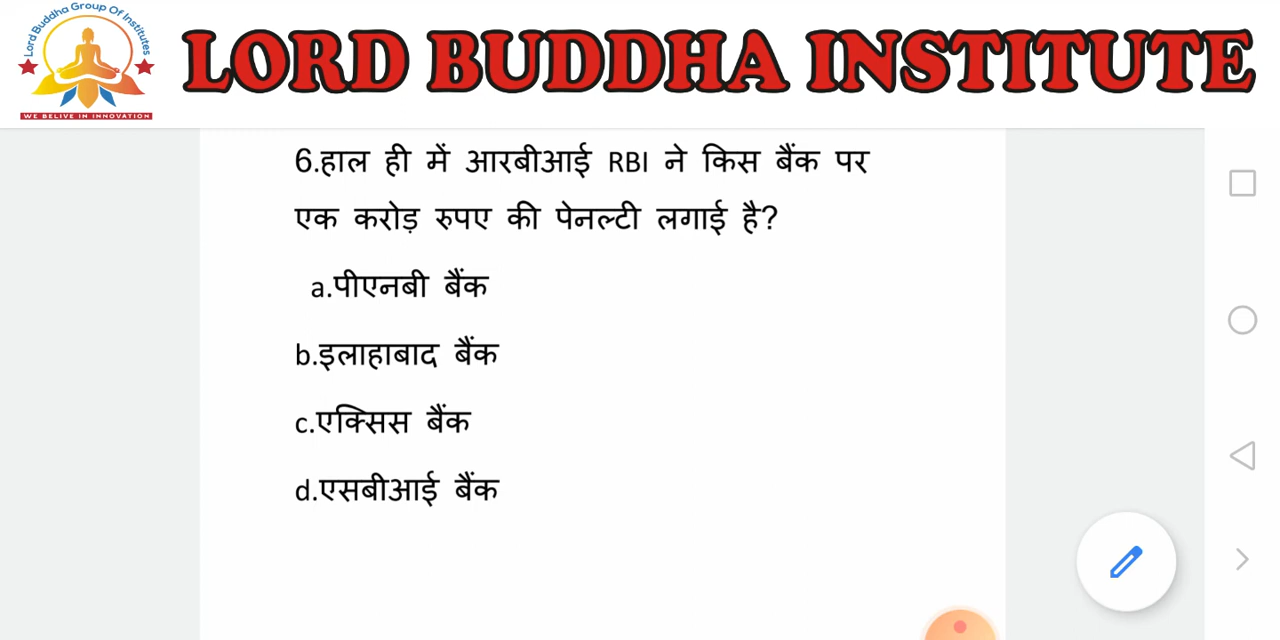 Lord Buddha Group Of Institutes
WE BELIVE IN INNOVATION
LORD BUDDHA INSTITUTE
6.हाल ही में आरबीआई RBI ने किस बैंक पर
एक करोड़ रुपए की पेनल्टी लगाई है?
a.पीएनबी बैंक
b.इलाहाबाद बैंक
c.एक्सिस बैंक
d.एसबीआई बैंक